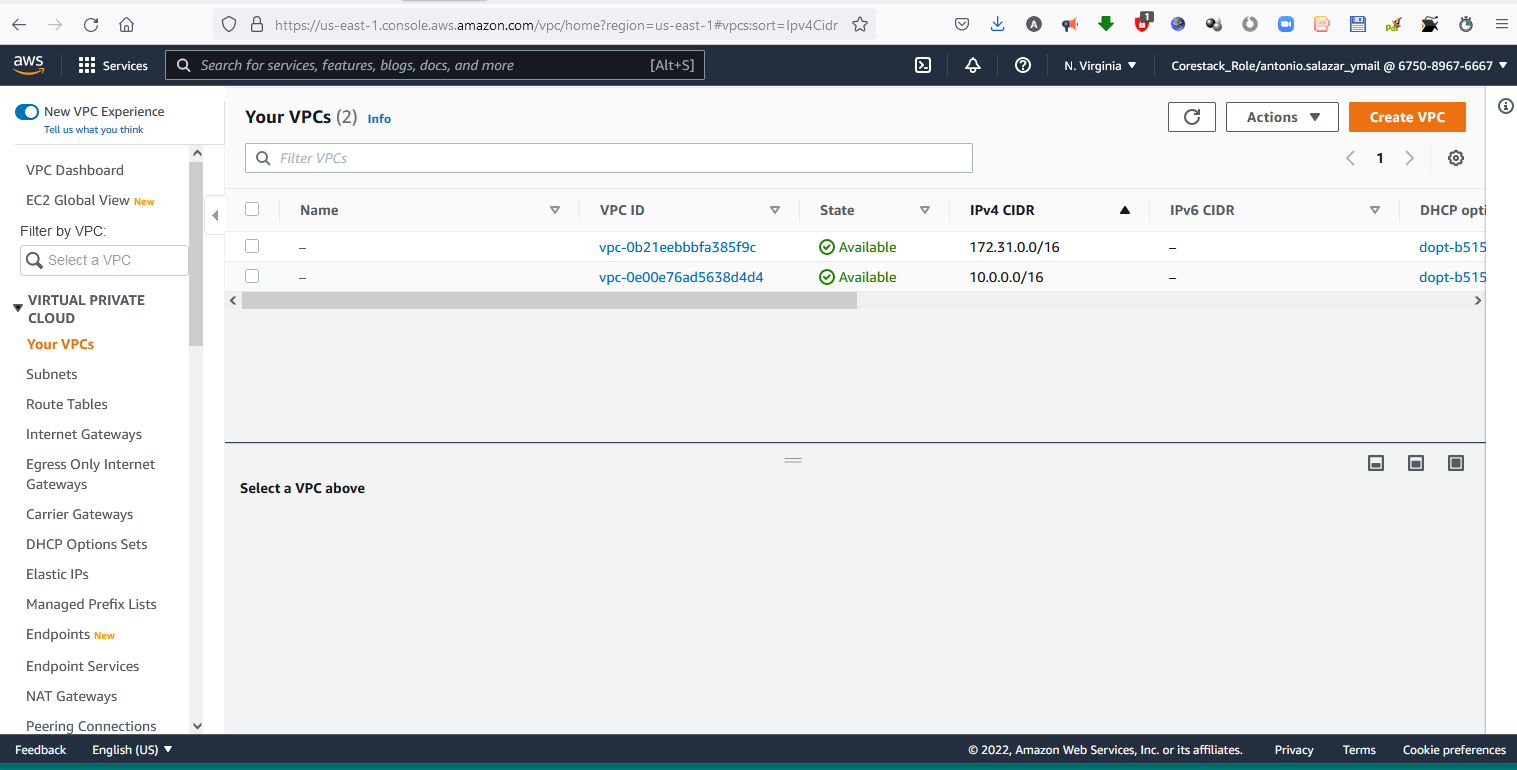 https://us-east-1.console.aws.amazon.com/vpc/home?region=us-east-1#vpcs:sort=Ipv4Cidr
A
1
aws
Services
Search for services, features, blogs, docs, and more
[Alt+S]
N. Virginia
Corestack_Role/antonio.salazar_ymail @ 6750-8967-6667
New VPC Experience
Tell us what you think
VPC Dashboard
EC2 Global View New
Filter by VPC:
Select a VPC
VIRTUAL PRIVATE
CLOUD
Your VPCs
Subnets
Route Tables
Internet Gateways
Egress Only Internet
Gateways
Carrier Gateways
DHCP Options Sets
Elastic IPs
Managed Prefix Lists
Endpoints New
Endpoint Services
NAT Gateways
Peering Connections
Your VPCs (2) Info
Actions
Create VPC
Filter VPCs
1
Name VPC ID State IPv4 CIDR IPv6 CIDR DHCP opti
– vpc-0b21eebbbfa385f9c Available 172.31.0.0/16 – dopt-b515
– vpc-0e00e76ad5638d4d4 Available 10.0.0.0/16 – dopt-b515
Select a VPC above
Feedback English (US) © 2022, Amazon Web Services, Inc. or its affiliates. Privacy Terms Cookie preferences